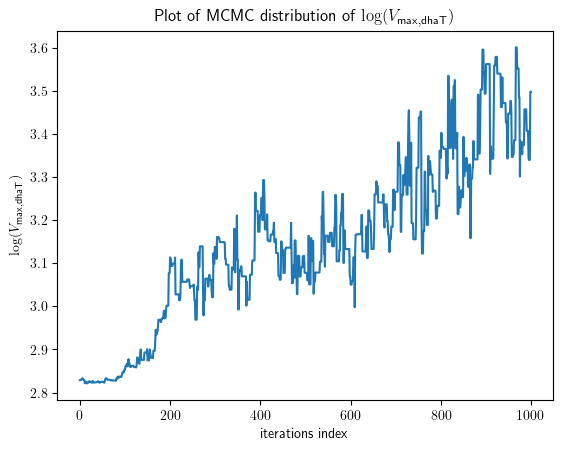 Plot of MCMC distribution of log(V_max,dhaT)
log(V_max,dhaT)
3.6
3.5
3.4
3.3
3.2
3.1
3.0
2.9
2.8
0 200 400 600 800 1000
iterations index